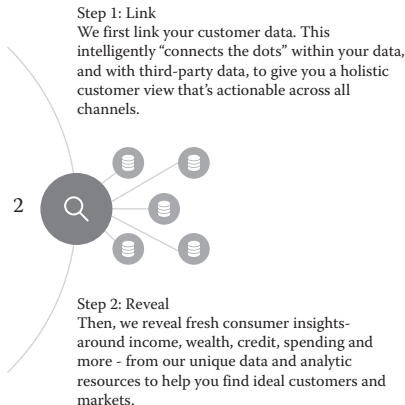 Step 1: Link
We first link your customer data. This
intelligently “connects the dots” within your data,
and with third-party data, to give you a holistic
customer view that’s actionable across all
channels.
2
Step 2: Reveal
Then, we reveal fresh consumer insights-
around income, wealth, credit, spending and
more - from our unique data and analytic
resources to help you find ideal customers and
markets.